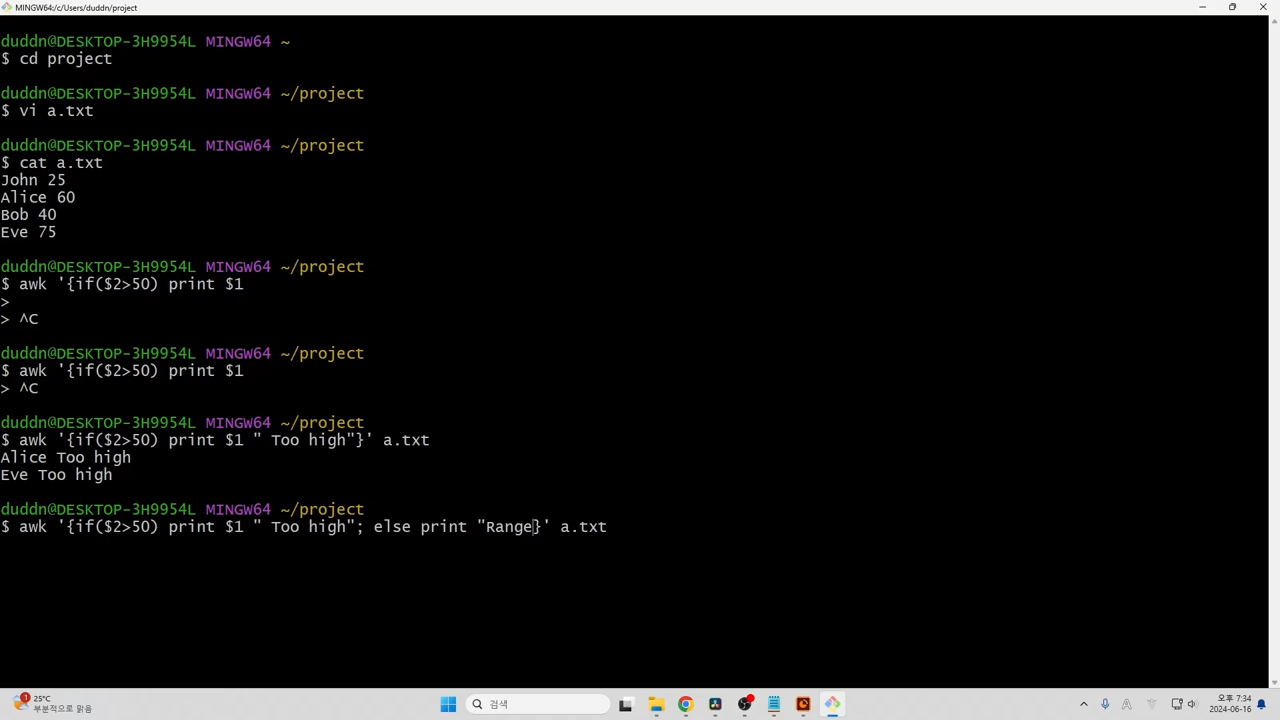 MINGW64:/c/Users/duddn/project
duddn@DESKTOP-3H9954L MINGW64 ~
$ cd project
duddn@DESKTOP-3H9954L MINGW64 ~/project
$ vi a.txt
duddn@DESKTOP-3H9954L MINGW64 ~/project
$ cat a.txt
John 25
Alice 60
Bob 40
Eve 75
duddn@DESKTOP-3H9954L MINGW64 ~/project
$ awk '{if($2>50) print $1
>
> ^C
duddn@DESKTOP-3H9954L MINGW64 ~/project
$ awk '{if($2>50) print $1
> ^C
duddn@DESKTOP-3H9954L MINGW64 ~/project
$ awk '{if($2>50) print $1 " Too high"}' a.txt
Alice Too high
Eve Too high
duddn@DESKTOP-3H9954L MINGW64 ~/project
$ awk '{if($2>50) print $1 " Too high"; else print "Range}' a.txt
1
25°C
부분적으로 맑음
검색
A
오후 7:34
2024-06-16